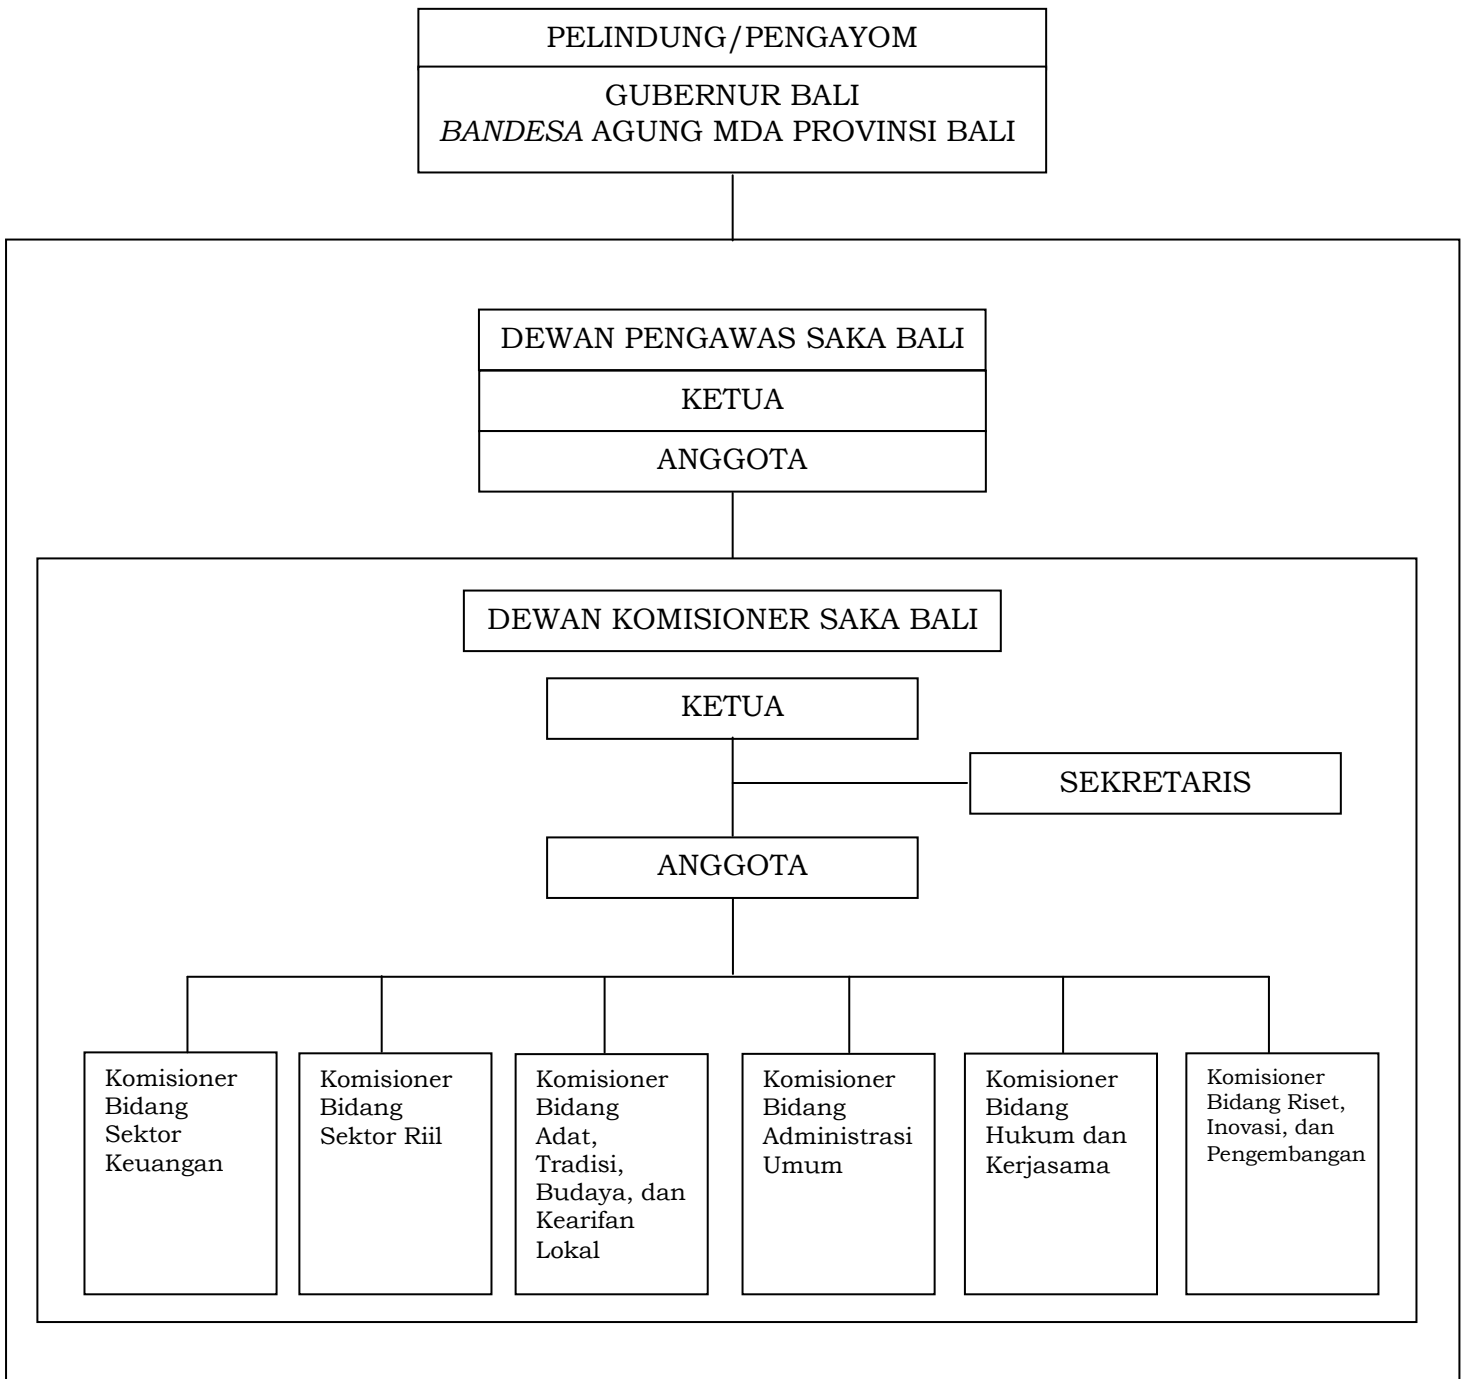 PELINDUNG/PENGAYOM
GUBERNUR BALI
BANDESA AGUNG MDA PROVINSI BALI
DEWAN PENGAWAS SAKA BALI
KETUA
ANGGOTA
DEWAN KOMISIONER SAKA BALI
KETUA
SEKRETARIS
ANGGOTA
Komisioner
Bidang
Sektor
Keuangan
Komisioner
Bidang
Sektor Riil
Komisioner
Bidang
Adat,
Tradisi,
Budaya, dan
Kearifan
Lokal
Komisioner
Bidang
Administrasi
Umum
Komisioner
Bidang
Hukum dan
Kerjasama
Komisioner
Bidang Riset,
Inovasi, dan
Pengembangan